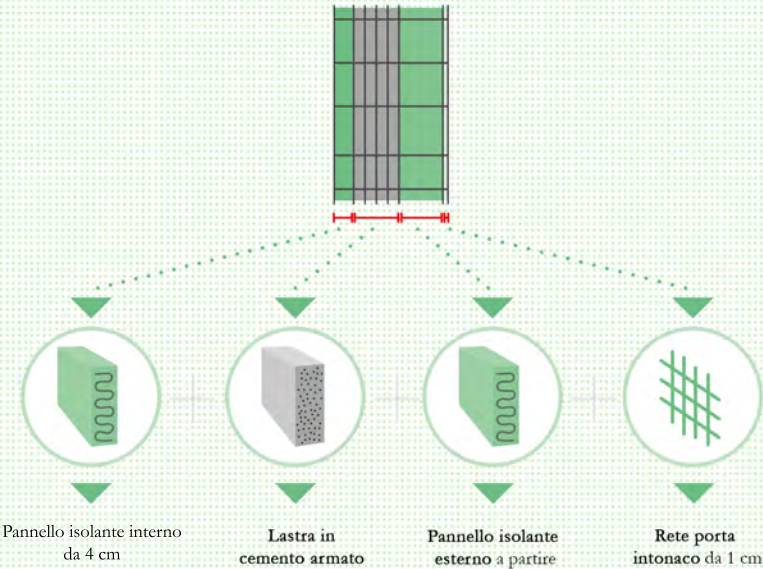 Pannello isolante interno
da 4 cm
Lastra in
cemento armato
Pannello isolante
esterno a partire
Rete porta
intonaco da 1 cm